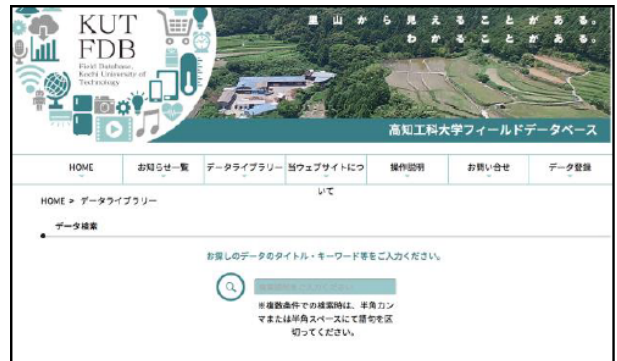 KUT
FDB
Field Database,
Kochi University of
Technology
里山から見えることがある。
わかることがある。
高知工科大学フィールドデータベース
HOME お知らせ一覧 データライブラリー 当ウェブサイトにつ 操作説明 お問い合せ データ登録
いて
HOME > データライブラリー
データ検索
お探しのデータのタイトル・キーワード等をご入力ください。
※複数条件での検索時は、半角カン
マまたは半角スペースにて語句を区
切ってください。